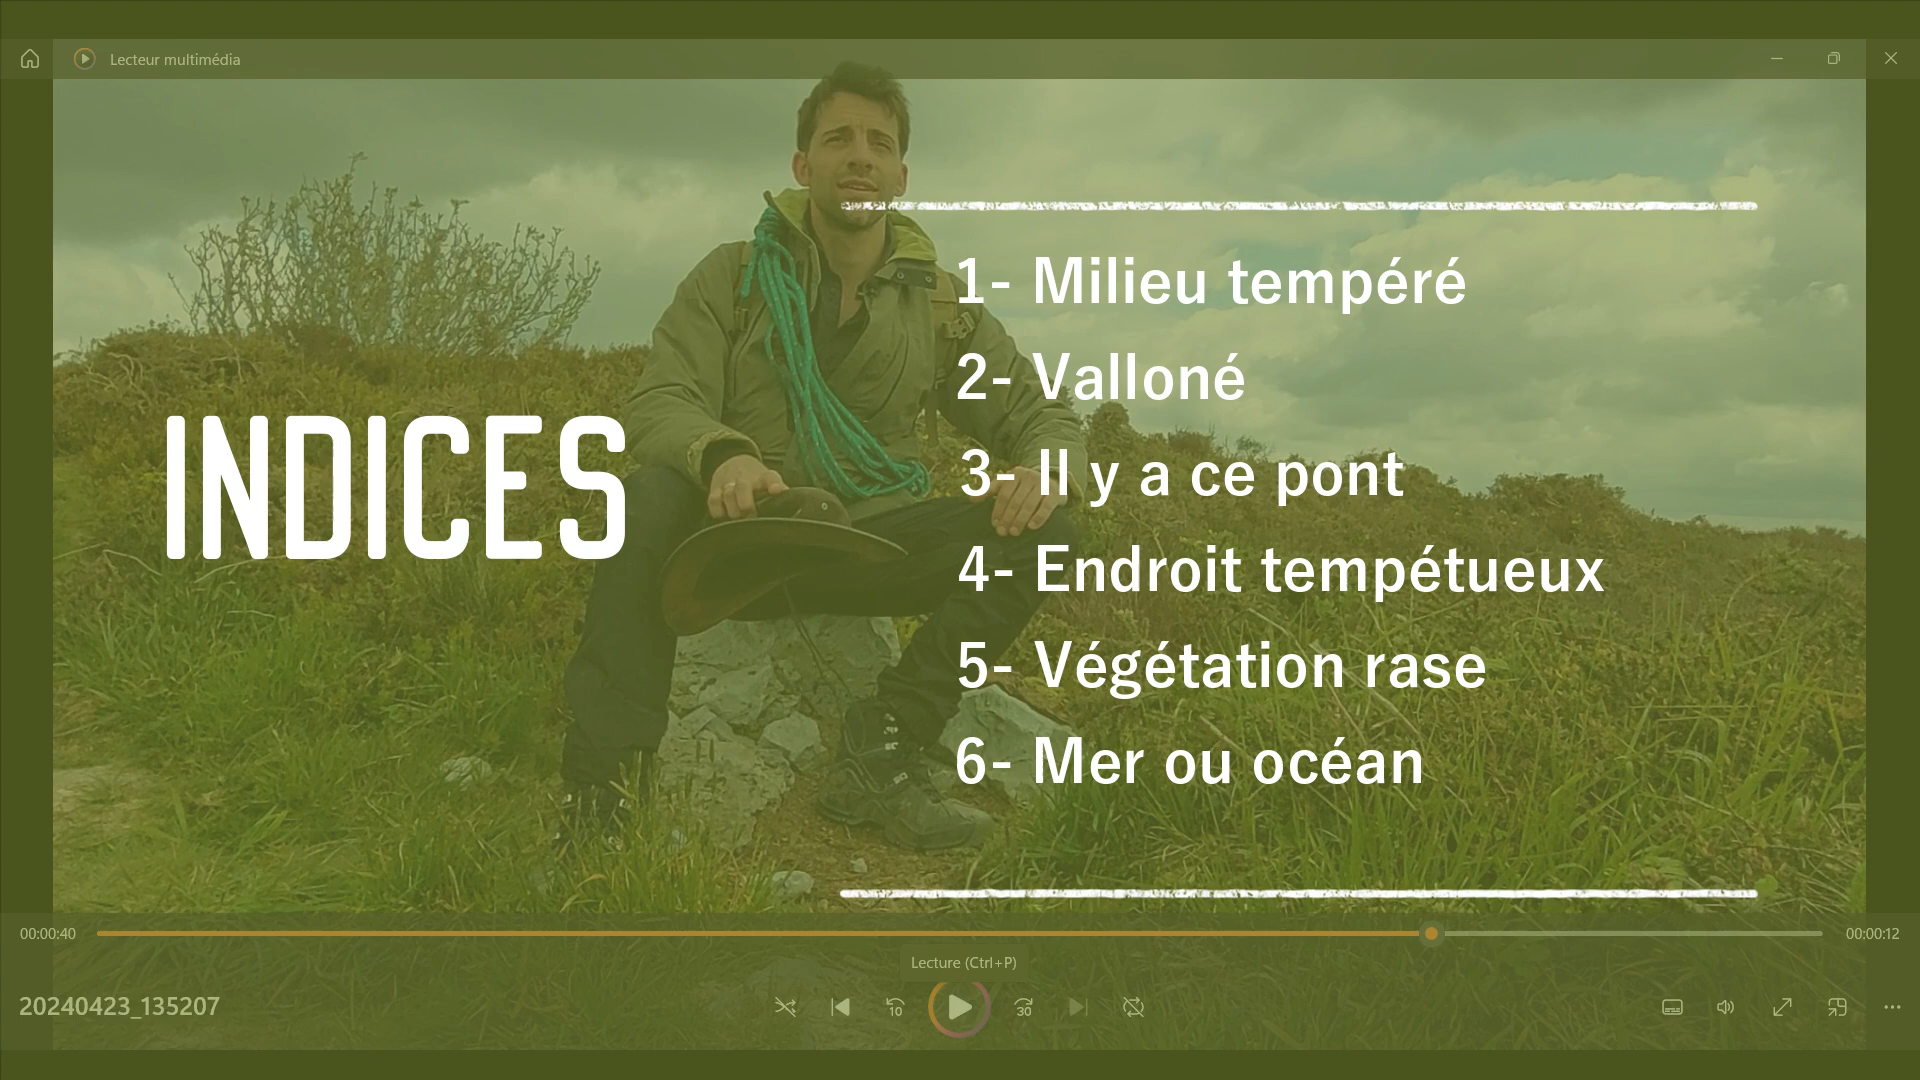 Lecteur multimédia
INDICES
1- Milieu tempéré
2- Valloné
3- Il y a ce pont
4- Endroit tempétueux
5- Végétation rase
6- Mer ou océan
00:00:40
00:00:12
Lecture (Ctrl+P)
20240423_135207
10
30